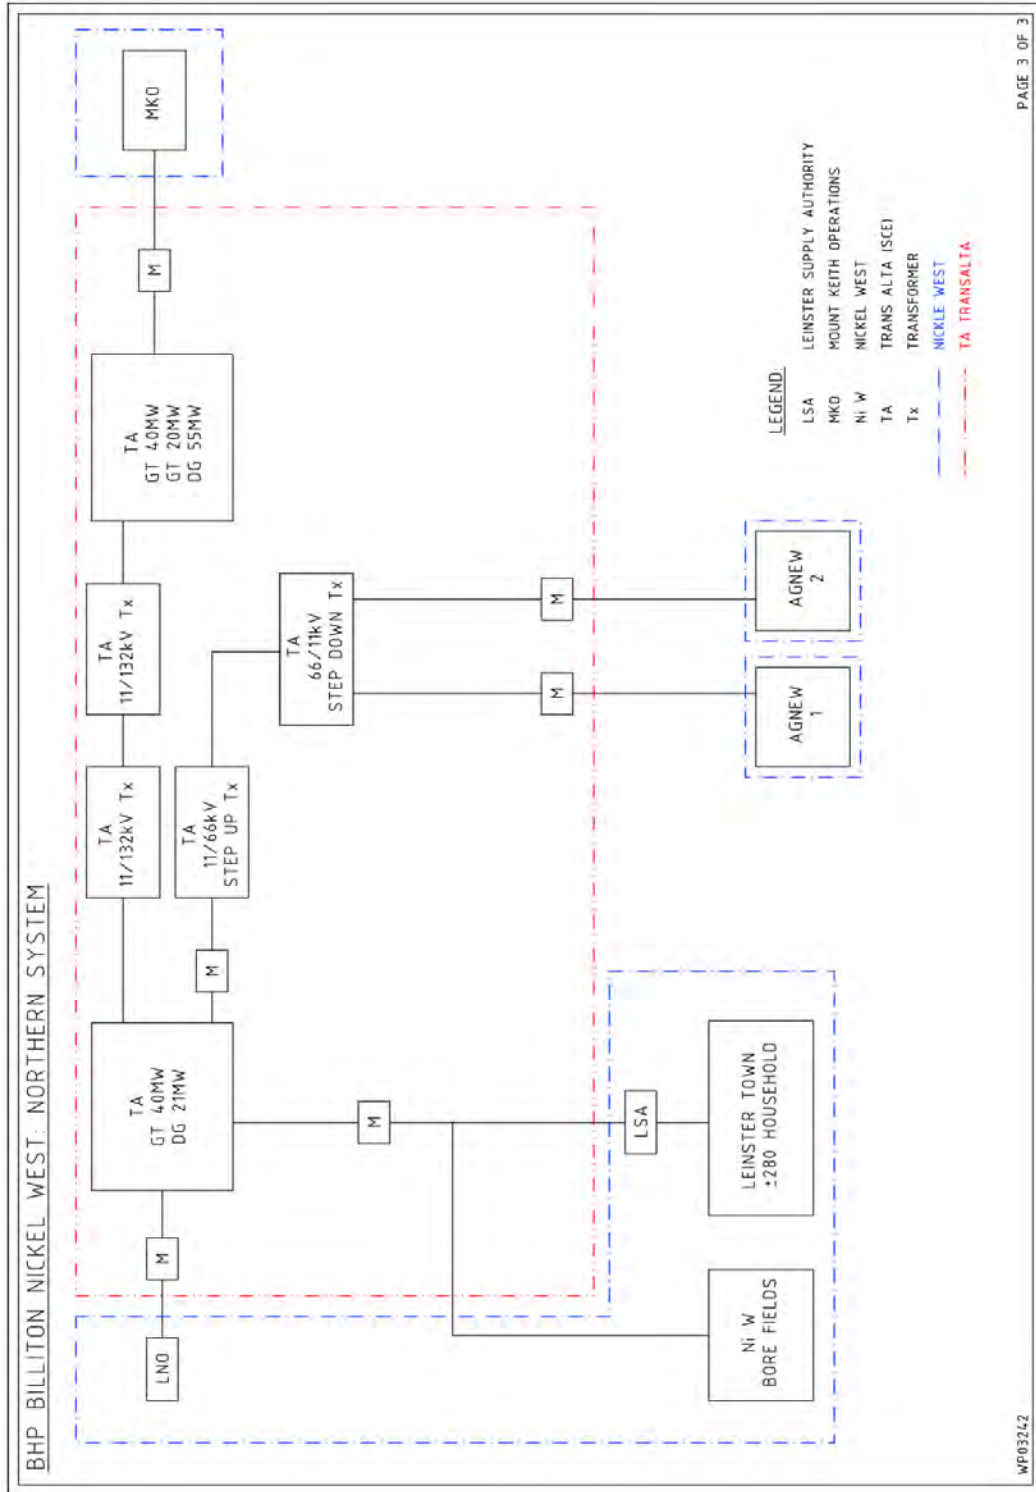 BHP BILLITON NICKEL WEST: NORTHERN SYSTEM
LNO
M
TA
GT 40MW
DG 21MW
TA
11/132kV Tx
TA
11/132kV Tx
TA
GT 40MW
GT 20MW
DG 55MW
M
MKO
M
TA
11/66kV
STEP UP Tx
TA
66/11kV
STEP DOWN Tx
M
M
M
LSA
Ni W
BORE FIELDS
LEINSTER TOWN
±280 HOUSEHOLD
AGNEW
1
AGNEW
2
LEGEND:
LSA LEINSTER SUPPLY AUTHORITY
MKO MOUNT KEITH OPERATIONS
Ni W NICKEL WEST
TA TRANS ALTA (SCE)
Tx TRANSFORMER
NICKLE WEST
TA TRANSALTA
WP03242
PAGE 3 OF 3